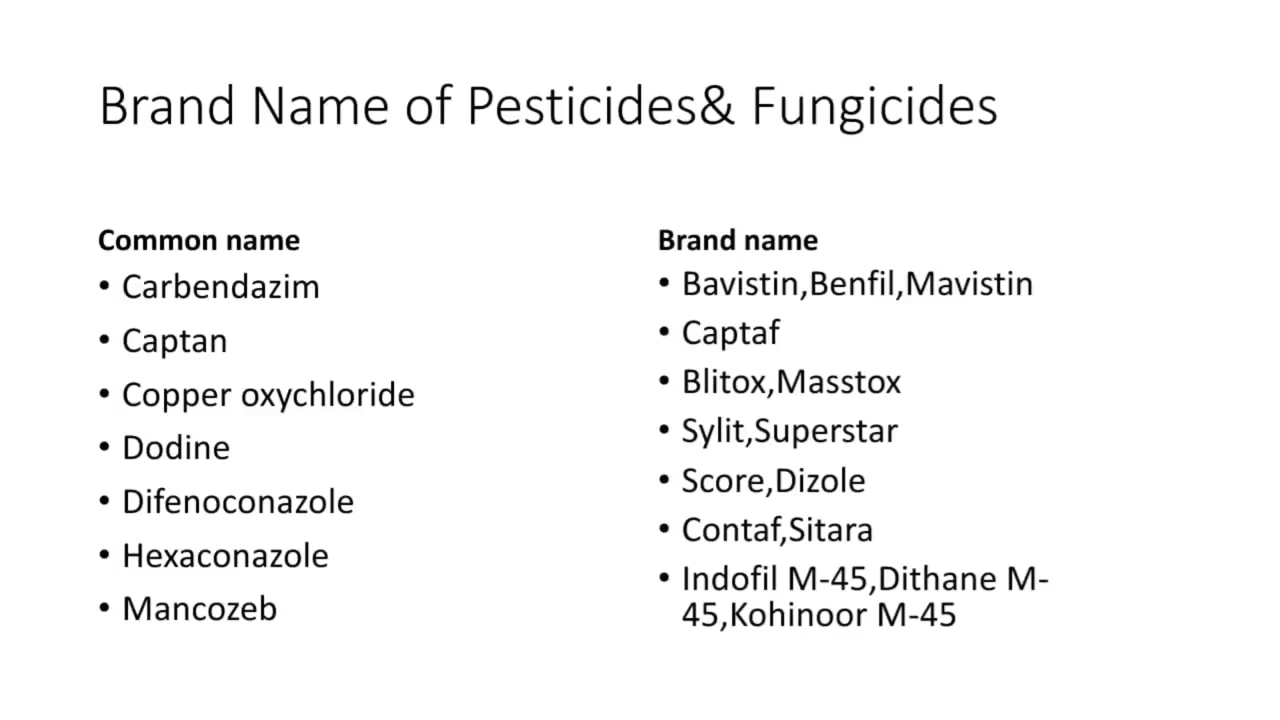 Brand Name of Pesticides& Fungicides
Common name
• Carbendazim
• Captan
• Copper oxychloride
• Dodine
• Difenoconazole
• Hexaconazole
• Mancozeb
Brand name
• Bavistin,Benfil,Mavistin
• Captaf
• Blitox,Masstox
• Sylit,Superstar
• Score,Dizole
• Contaf,Sitara
• Indofil M-45,Dithane M-
45,Kohinoor M-45